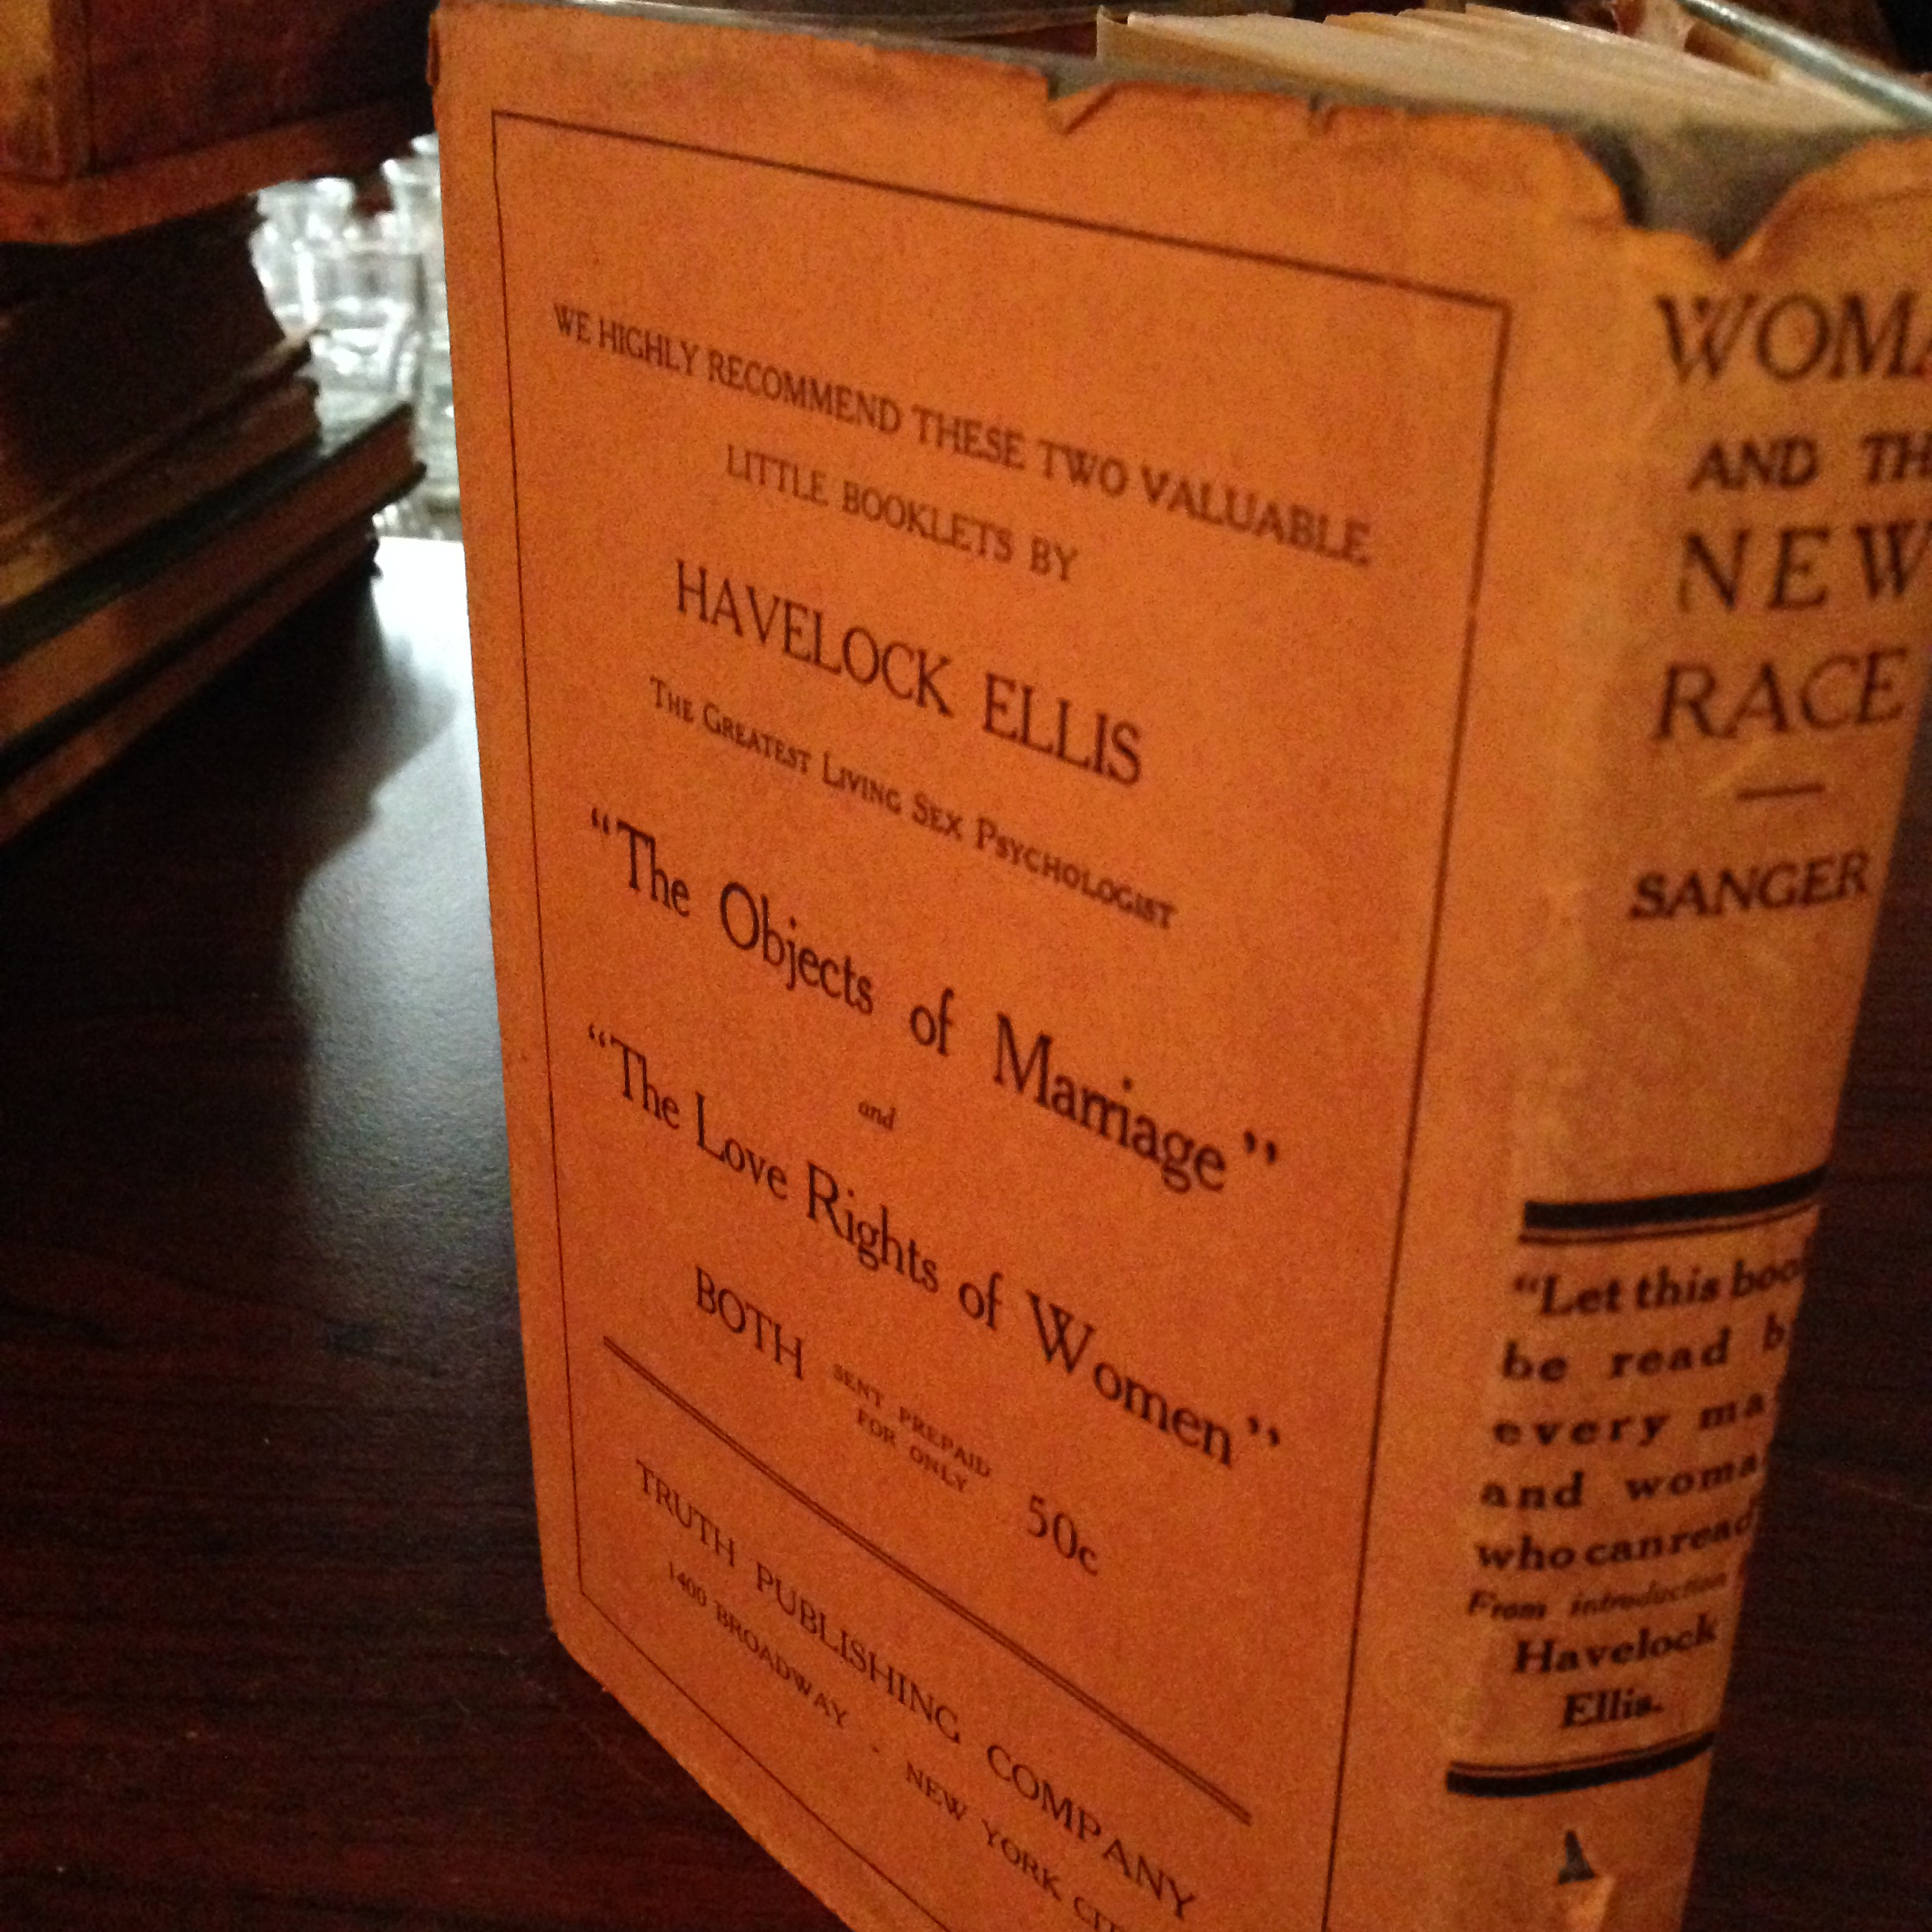 WE HIGHLY RECOMMEND THESE TWO VALUABLE
LITTLE BOOKLETS BY
HAVELOCK ELLIS
THE GREATEST LIVING SEX PSYCHOLOGIST
"The Objects of Marriage"
and
"The Love Rights of Women"
BOTH SENT PREPAID FOR ONLY 50c
TRUTH PUBLISHING COMPANY
1400 BROADWAY - NEW YORK
WOMA
AND TH
NEW
RACE
—
SANGER
"Let this boo
be read b
every ma
and woma
who can read
From introduction
Havelock
Ellis.